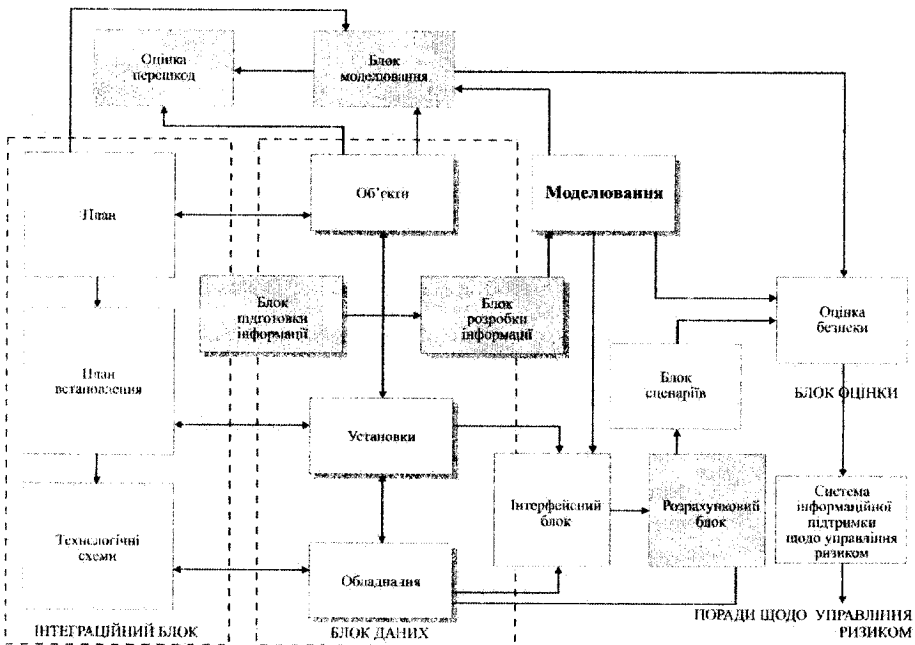 Оцінка
перешкод
Блок
моделювання
План
Об’єкти
Моделювання
Блок
підготовки
інформації
Блок
розробки
інформації
Оцінка
безпеки
План
встановлення
Блок
сценаріїв
БЛОК ОЦІНКИ
Установки
Інтерфейсний
блок
Розрахунковий
блок
Система
інформаційної
підтримки
щодо управління
ризиком
Технологічні
схеми
Обладнання
ІНТЕГРАЦІЙНИЙ БЛОК
БЛОК ДАНИХ
ПОРАДИ ЩОДО УПРАВЛІННЯ
РИЗИКОМ